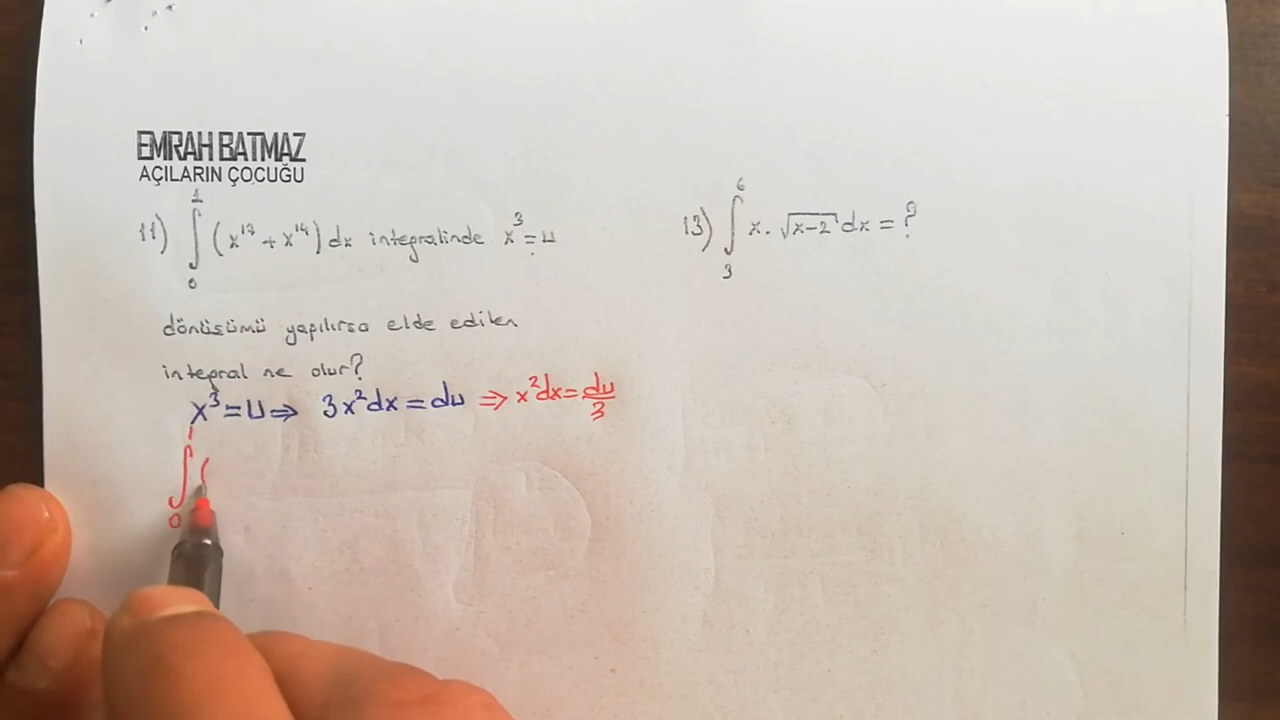 EMRAH BATMAZ
AÇILARIN ÇOCUĞU
11) ∫₀¹ (x¹⁷ + x¹⁴) dx integralinde x³ = u
dönüşümü yapılırsa elde edilen
integral ne olur?
x³ = u ⇒ 3x²dx = du ⇒ x²dx = du/3
∫₀¹ (
13) ∫₃⁶ x. √x-2 dx = ?